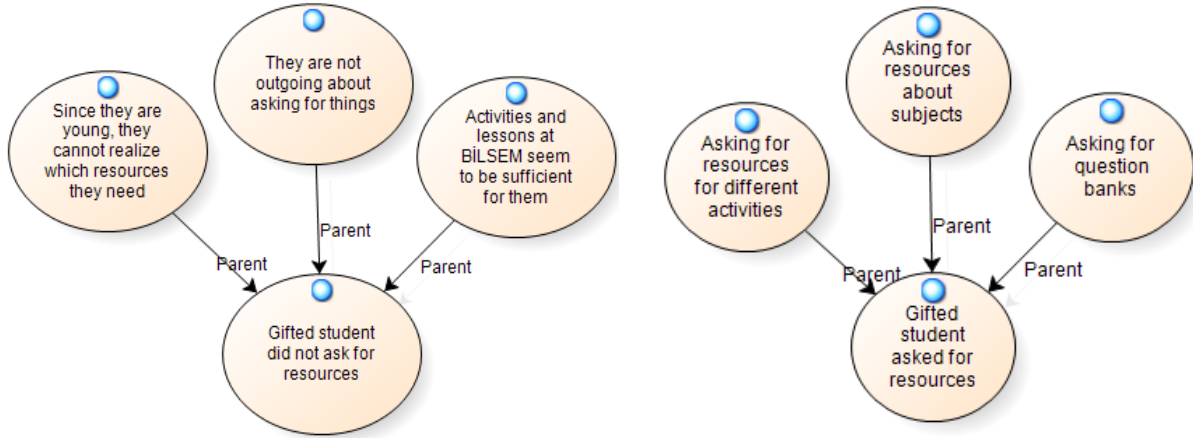 They are not
outgoing about
asking for things
Since they are
young, they
cannot realize
which resources
they need
Activities and
lessons at
BİLSEM seem
to be sufficient
for them
Parent
Parent
Parent
Gifted student
did not ask for
resources
Asking for
resources
about
subjects
Asking for
resources
for different
activities
Asking for
question
banks
Parent
Parent
Parent
Gifted
student
asked for
resources